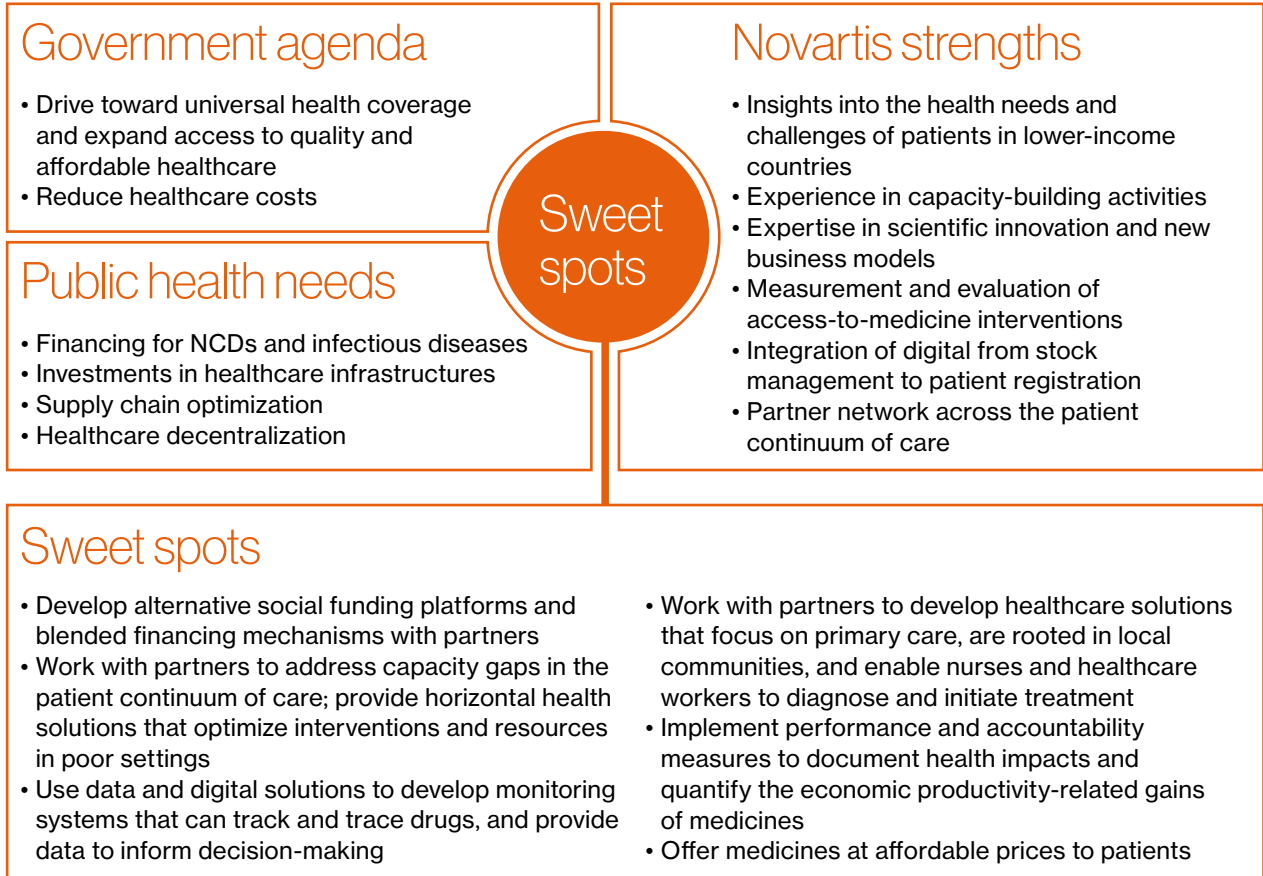 Government agenda
• Drive toward universal health coverage
and expand access to quality and
affordable healthcare
• Reduce healthcare costs
Public health needs
• Financing for NCDs and infectious diseases
• Investments in healthcare infrastructures
• Supply chain optimization
• Healthcare decentralization
Sweet
spots
Novartis strengths
• Insights into the health needs and
challenges of patients in lower-income
countries
• Experience in capacity-building activities
• Expertise in scientific innovation and new
business models
• Measurement and evaluation of
access-to-medicine interventions
• Integration of digital from stock
management to patient registration
• Partner network across the patient
continuum of care
Sweet spots
• Develop alternative social funding platforms and
blended financing mechanisms with partners
• Work with partners to address capacity gaps in the
patient continuum of care; provide horizontal health
solutions that optimize interventions and resources
in poor settings
• Use data and digital solutions to develop monitoring
systems that can track and trace drugs, and provide
data to inform decision-making
• Work with partners to develop healthcare solutions
that focus on primary care, are rooted in local
communities, and enable nurses and healthcare
workers to diagnose and initiate treatment
• Implement performance and accountability
measures to document health impacts and
quantify the economic productivity-related gains
of medicines
• Offer medicines at affordable prices to patients